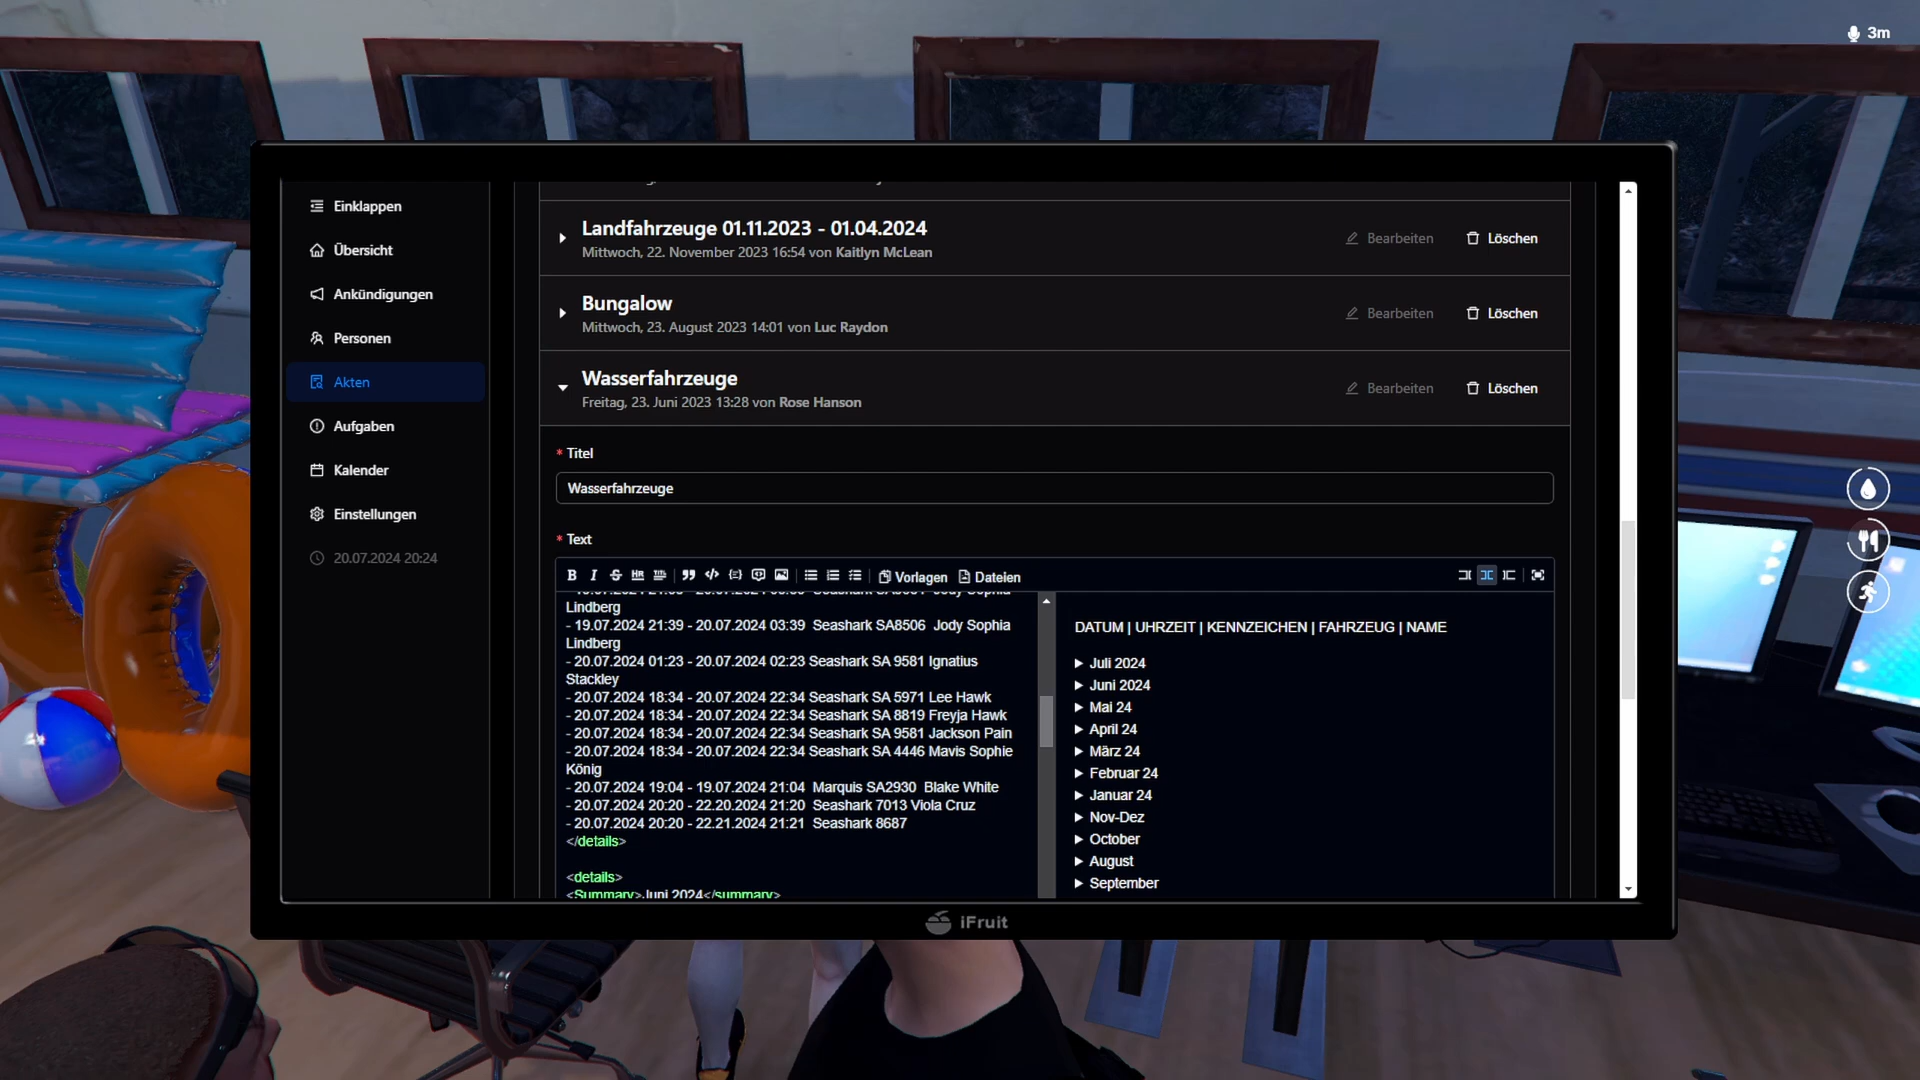 3m
Einklappen
Übersicht
Ankündigungen
Personen
Akten
Aufgaben
Kalender
Einstellungen
20.07.2024 20:24
Landfahrzeuge 01.11.2023 - 01.04.2024
Mittwoch, 22. November 2023 16:54 von Kaitlyn McLean
Bearbeiten Löschen
Bungalow
Mittwoch, 23. August 2023 14:01 von Luc Raydon
Bearbeiten Löschen
Wasserfahrzeuge
Freitag, 23. Juni 2023 13:28 von Rose Hanson
Bearbeiten Löschen
* Titel
Wasserfahrzeuge
* Text
B I S HR TITL Vorlagen Dateien
Lindberg
- 19.07.2024 21:39 - 20.07.2024 03:39 Seashark SA8506 Jody Sophia
Lindberg
- 20.07.2024 01:23 - 20.07.2024 02:23 Seashark SA 9581 Ignatius
Stackley
- 20.07.2024 18:34 - 20.07.2024 22:34 Seashark SA 5971 Lee Hawk
- 20.07.2024 18:34 - 20.07.2024 22:34 Seashark SA 8819 Freyja Hawk
- 20.07.2024 18:34 - 20.07.2024 22:34 Seashark SA 9581 Jackson Pain
- 20.07.2024 18:34 - 20.07.2024 22:34 Seashark SA 4446 Mavis Sophie
König
- 20.07.2024 19:04 - 19.07.2024 21:04 Marquis SA2930 Blake White
- 20.07.2024 20:20 - 22.20.2024 21:20 Seashark 7013 Viola Cruz
- 20.07.2024 20:20 - 22.21.2024 21:21 Seashark 8687
</details>
<details>
<Summary>Juni 2024</summary>
DATUM | UHRZEIT | KENNZEICHEN | FAHRZEUG | NAME
Juli 2024
Juni 2024
Mai 24
April 24
März 24
Februar 24
Januar 24
Nov-Dez
October
August
September
iFruit